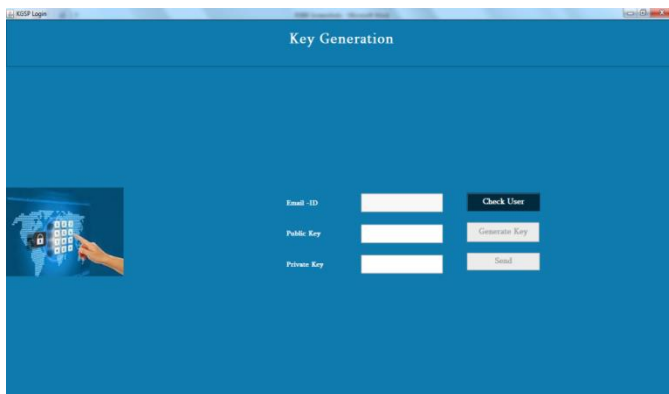 KGSP Login
Key Generation
Email -ID
Check User
Public Key
Generate Key
Private Key
Send